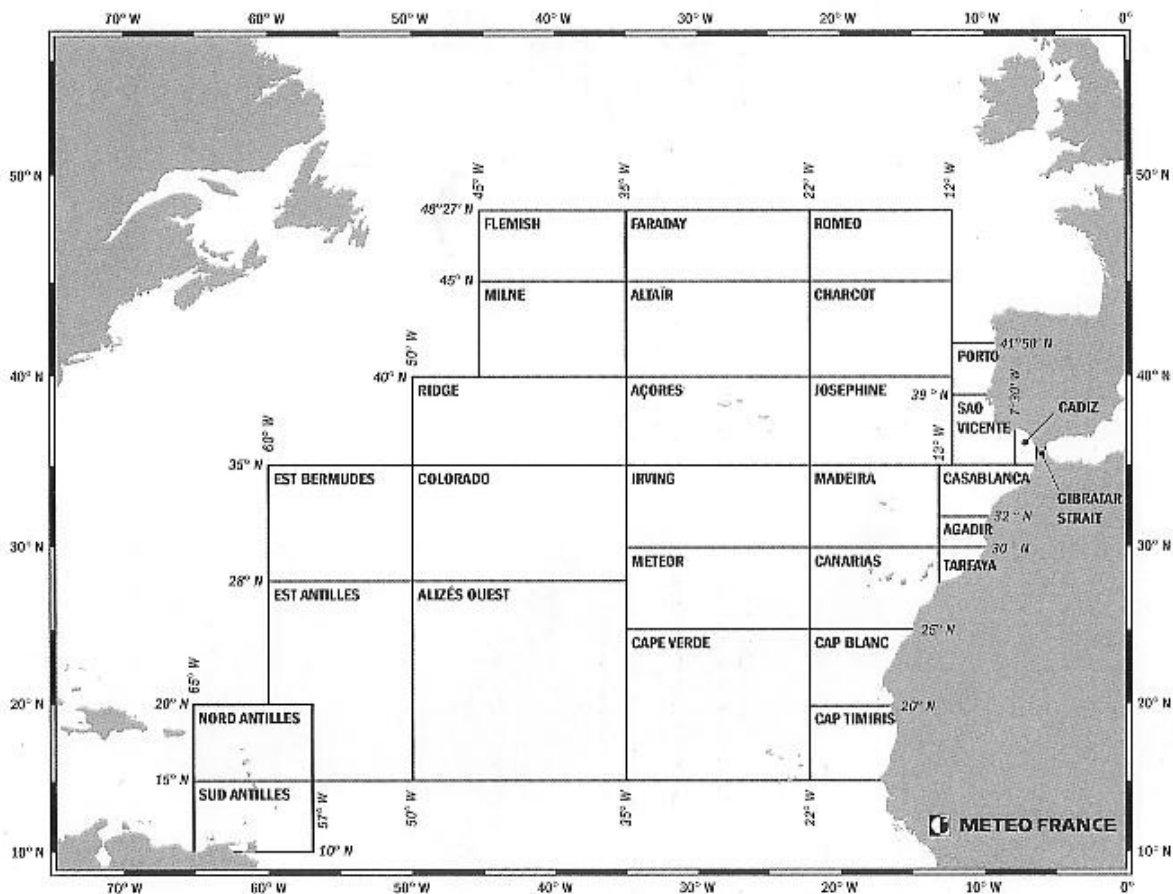 70° W 60° W 50° W 40° W 30° W 20° W 10° W 0°
45° W 35° W 22° W 12° W
50° N 50° N
48°27' N
FLEMISH FARADAY ROMEO
45° N
MILNE ALTAÏR CHARCOT
50° W
41°50' N
PORTO
40° N 40° N 40° N
RIDGE AÇORES JOSEPHINE
39° N
7°30' W
SAO
VICENTE
CADIZ
60° W
13° W
35° N
EST BERMUDES COLORADO IRVING MADEIRA CASABLANCA
GIBRATAR
STRAIT
32° N
AGADIR
30° N 30° N 30° N
METEOR CANARIAS TARFAYA
28° N
EST ANTILLES ALIZÉS OUEST
25° N
CAPE VERDE CAP BLANC
65° W
20° N 20° N 20° N 20° N
NORD ANTILLES CAP TIMIRIS
15° N
SUD ANTILLES
57° W 50° W 35° W 22° W
METEO FRANCE
10° N 10° N 10° N
70° W 60° W 50° W 40° W 30° W 20° W 10° W 0°